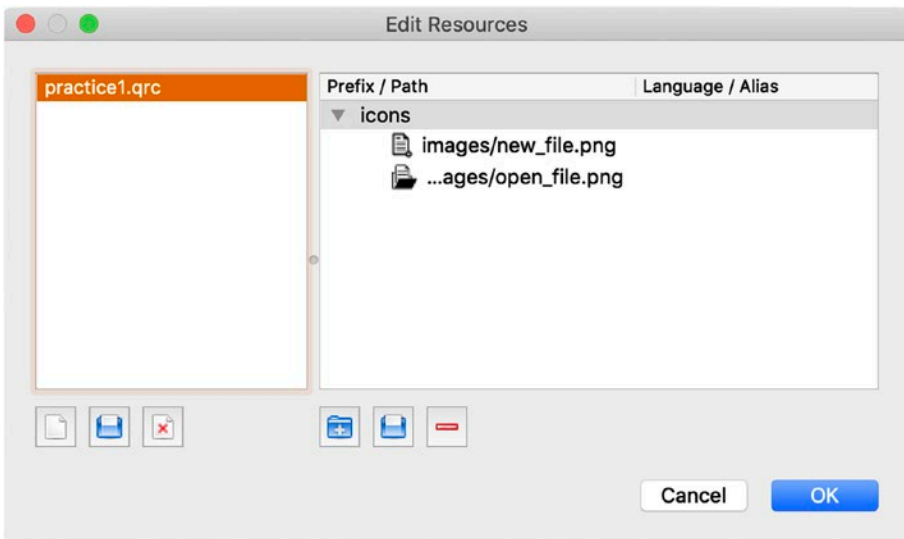 Edit Resources
practice1.qrc
Prefix / Path Language / Alias
icons
images/new_file.png
...ages/open_file.png
Cancel OK